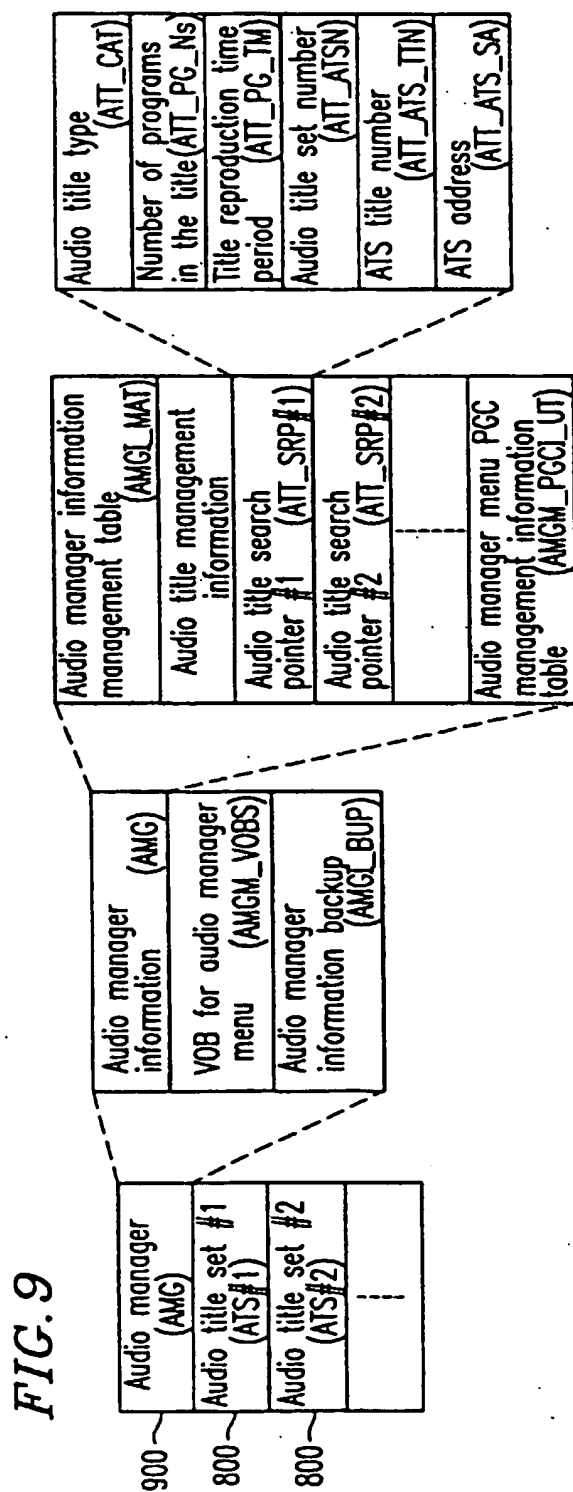 FIG. 9
900
800
800
Audio manager
(AMG)
Audio title set #1
(ATS#1)
Audio title set #2
(ATS#2)
Audio manager
information (AMG)
VOB for audio manager
menu (AMGM_VOBS)
Audio manager
information backup
(AMGI_BUP)
Audio manager information
management table
(AMGI_MAT)
Audio title management
information
Audio title search
pointer #1 (ATT_SRP#1)
Audio title search
pointer #2 (ATT_SRP#2)
Audio manager menu PGC
management information
table (AMGM_PGCI_UT)
Audio title type
(ATT_CAT)
Number of programs
in the title(ATT_PG_Ns)
Title reproduction time
period (ATT_PG_TM)
Audio title set number
(ATT_ATSN)
ATS title number
(ATT_ATS_TTN)
ATS address
(ATT_ATS_SA)